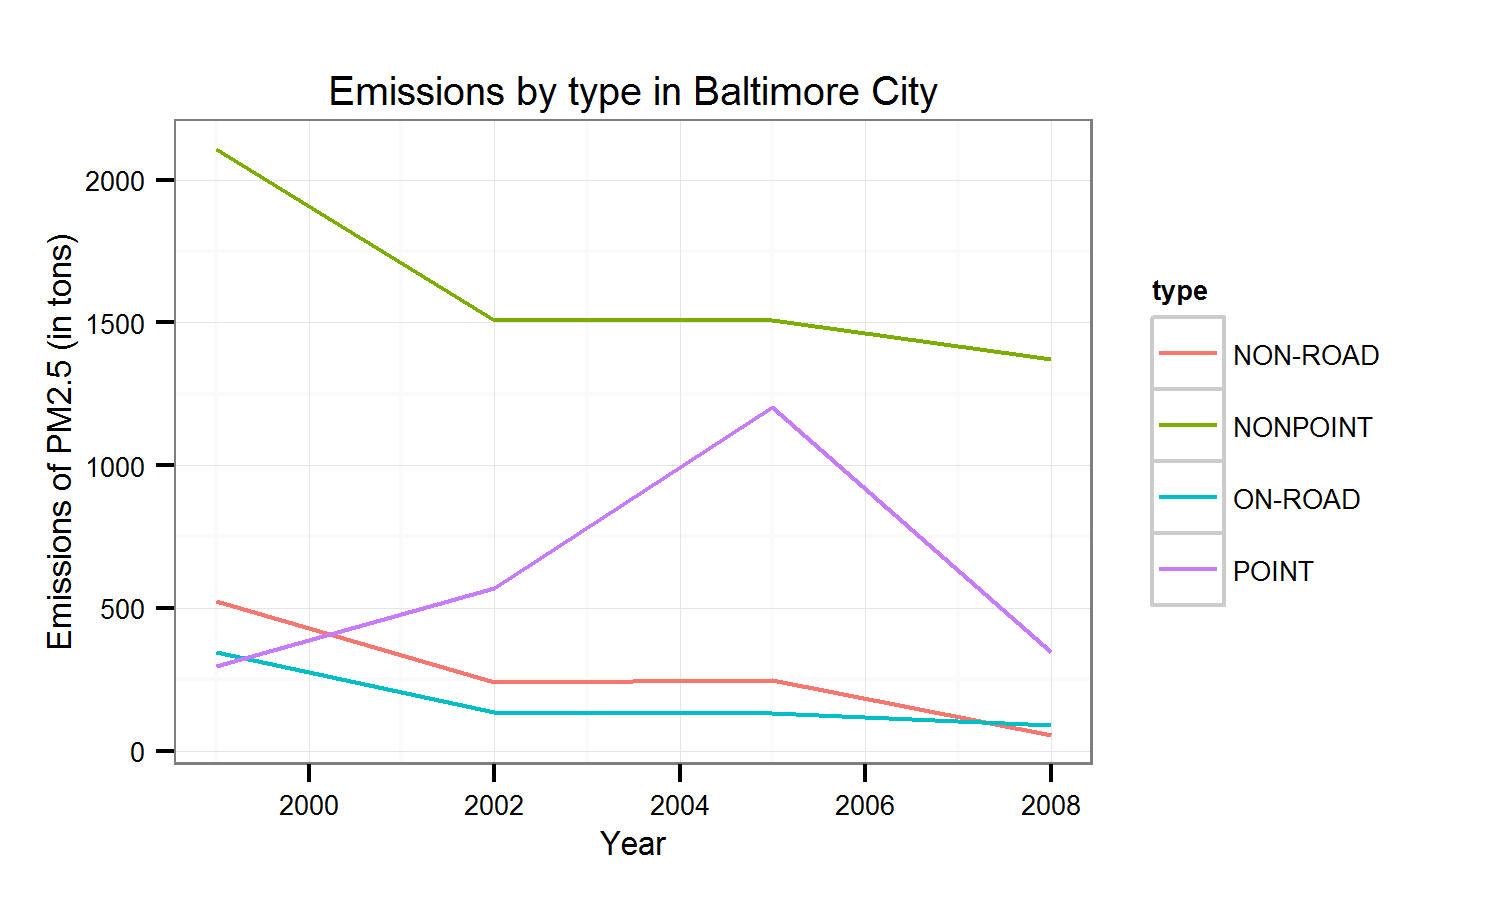 Emissions by type in Baltimore City
Emissions of PM2.5 (in tons)
2000
1500
1000
500
0
2000 2002 2004 2006 2008
Year
type
NON-ROAD
NONPOINT
ON-ROAD
POINT